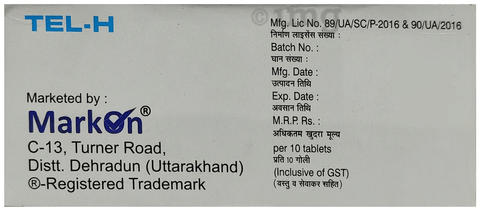 TEL-H
Marketed by :
MarkOn®
C-13, Turner Road,
Distt. Dehradun (Uttarakhand)
®-Registered Trademark
Mfg. Lic No. 89/UA/SC/P-2016 & 90/UA/2016
निर्माण लाइसेंस संख्या :
Batch No. :
घान संख्या :
Mfg. Date :
उत्पादन तिथि
Exp. Date :
अवसान तिथि
M.R.P. Rs. :
अधिकतम खुदरा मूल्य
per 10 tablets
प्रति 10 गोली
(Inclusive of GST)
(वस्तु व सेवाकर सहित)